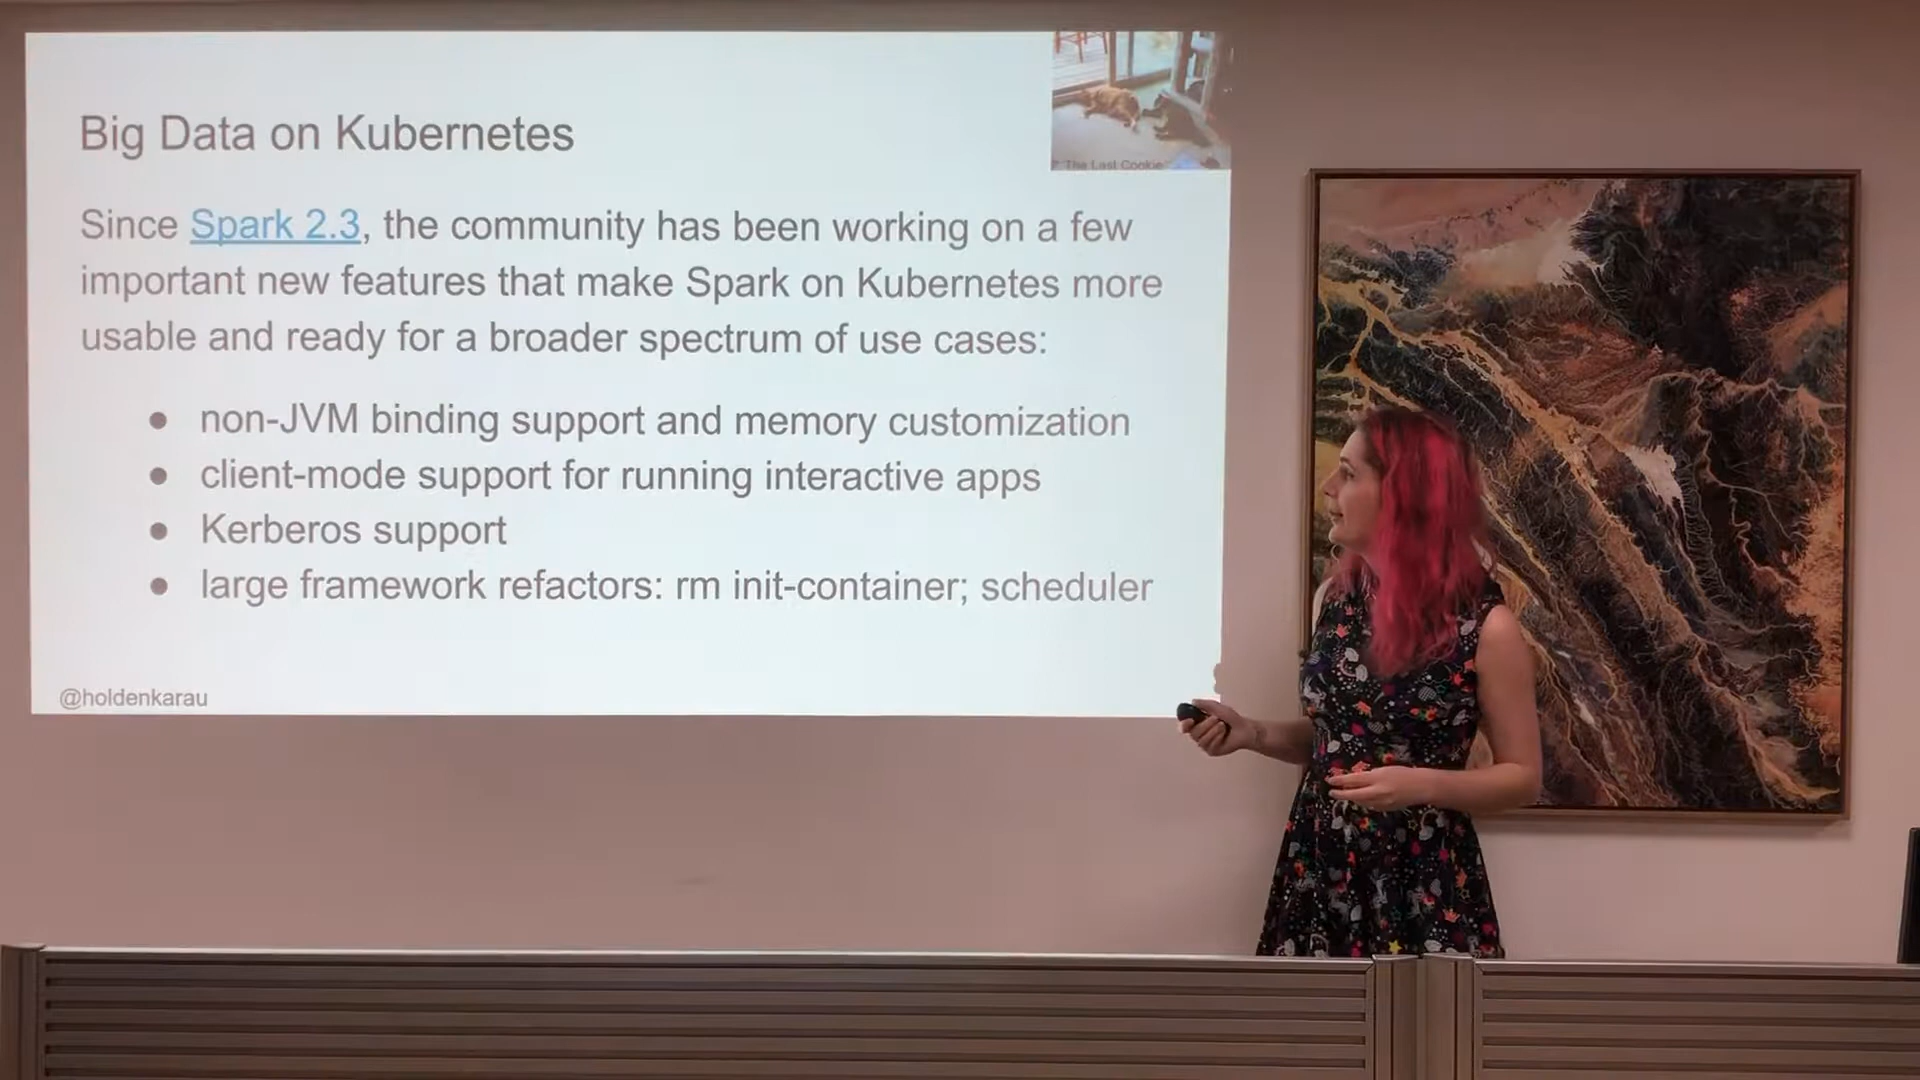 The Last Cookie
Big Data on Kubernetes
Since Spark 2.3, the community has been working on a few
important new features that make Spark on Kubernetes more
usable and ready for a broader spectrum of use cases:
● non-JVM binding support and memory customization
● client-mode support for running interactive apps
● Kerberos support
● large framework refactors: rm init-container; scheduler
@holdenkarau